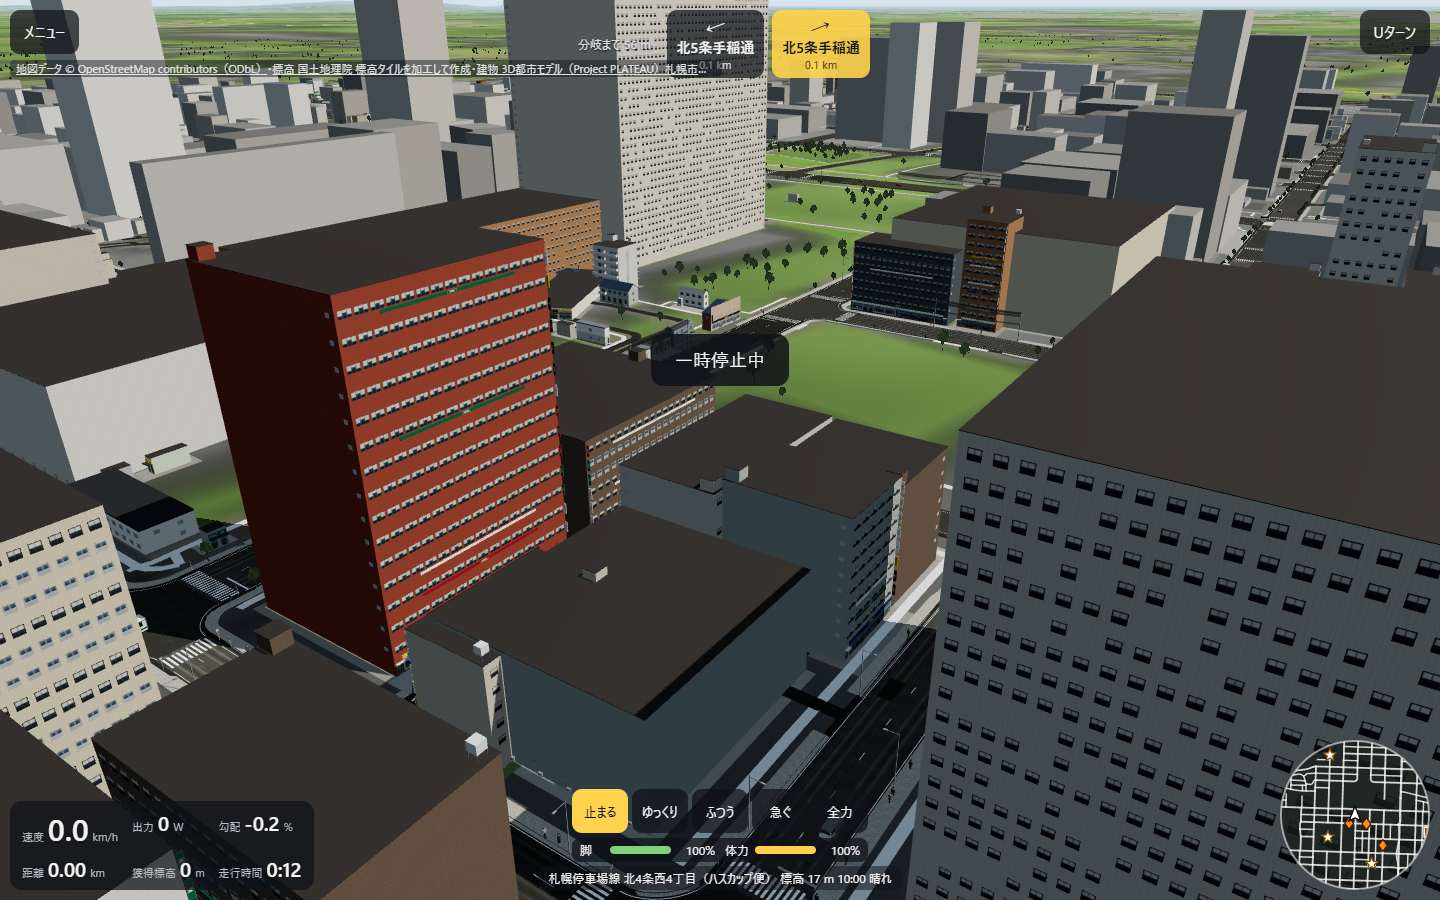 メニュー
分岐まで 56 m
← 北5条手稲通
0.1 km
→ 北5条手稲通
0.1 km
Uターン
地図データ © OpenStreetMap contributors（ODbL）・標高 国土地理院 標高タイルを加工して作成・建物 3D都市モデル（Project PLATEAU）札幌市...
一時停止中
速度 0.0 km/h
出力 0 W
勾配 -0.2 %
距離 0.00 km
獲得標高 0 m
走行時間 0:12
止まる
ゆっくり
ふつう
急ぐ
全力
脚 100%
体力 100%
札幌停車場線 北4条西4丁目（ハスカップ便） 標高 17 m 10:00 晴れ